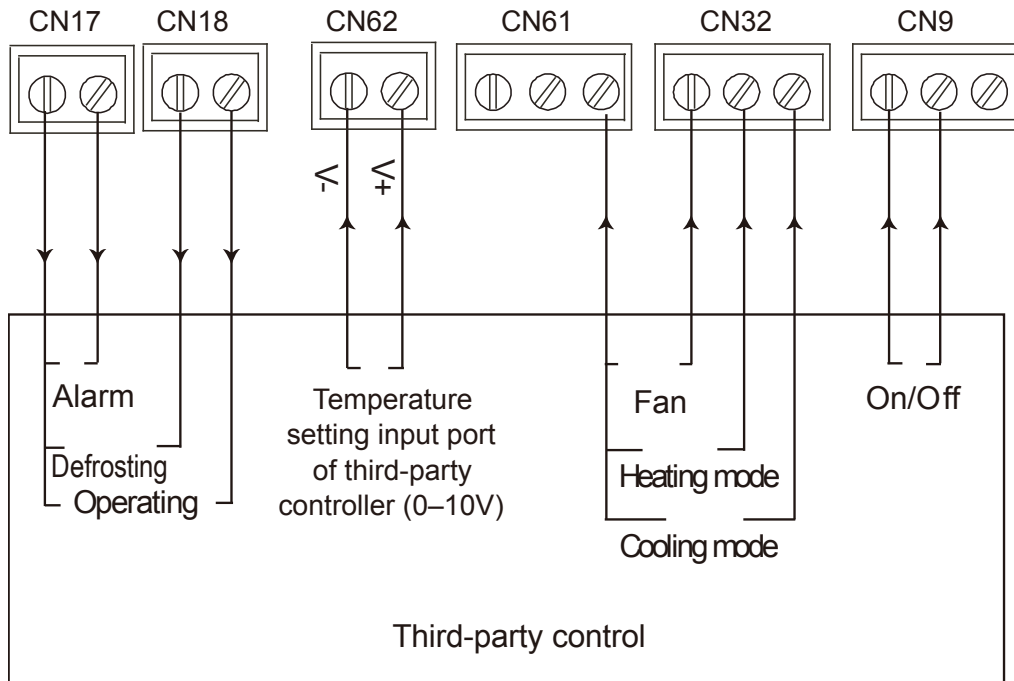 CN17 CN18 CN62 CN61 CN32 CN9
V-
V+
Alarm
Defrosting
Operating
Temperature
setting input port
of third-party
controller (0–10V)
Fan
Heating mode
Cooling mode
On/Off
Third-party control